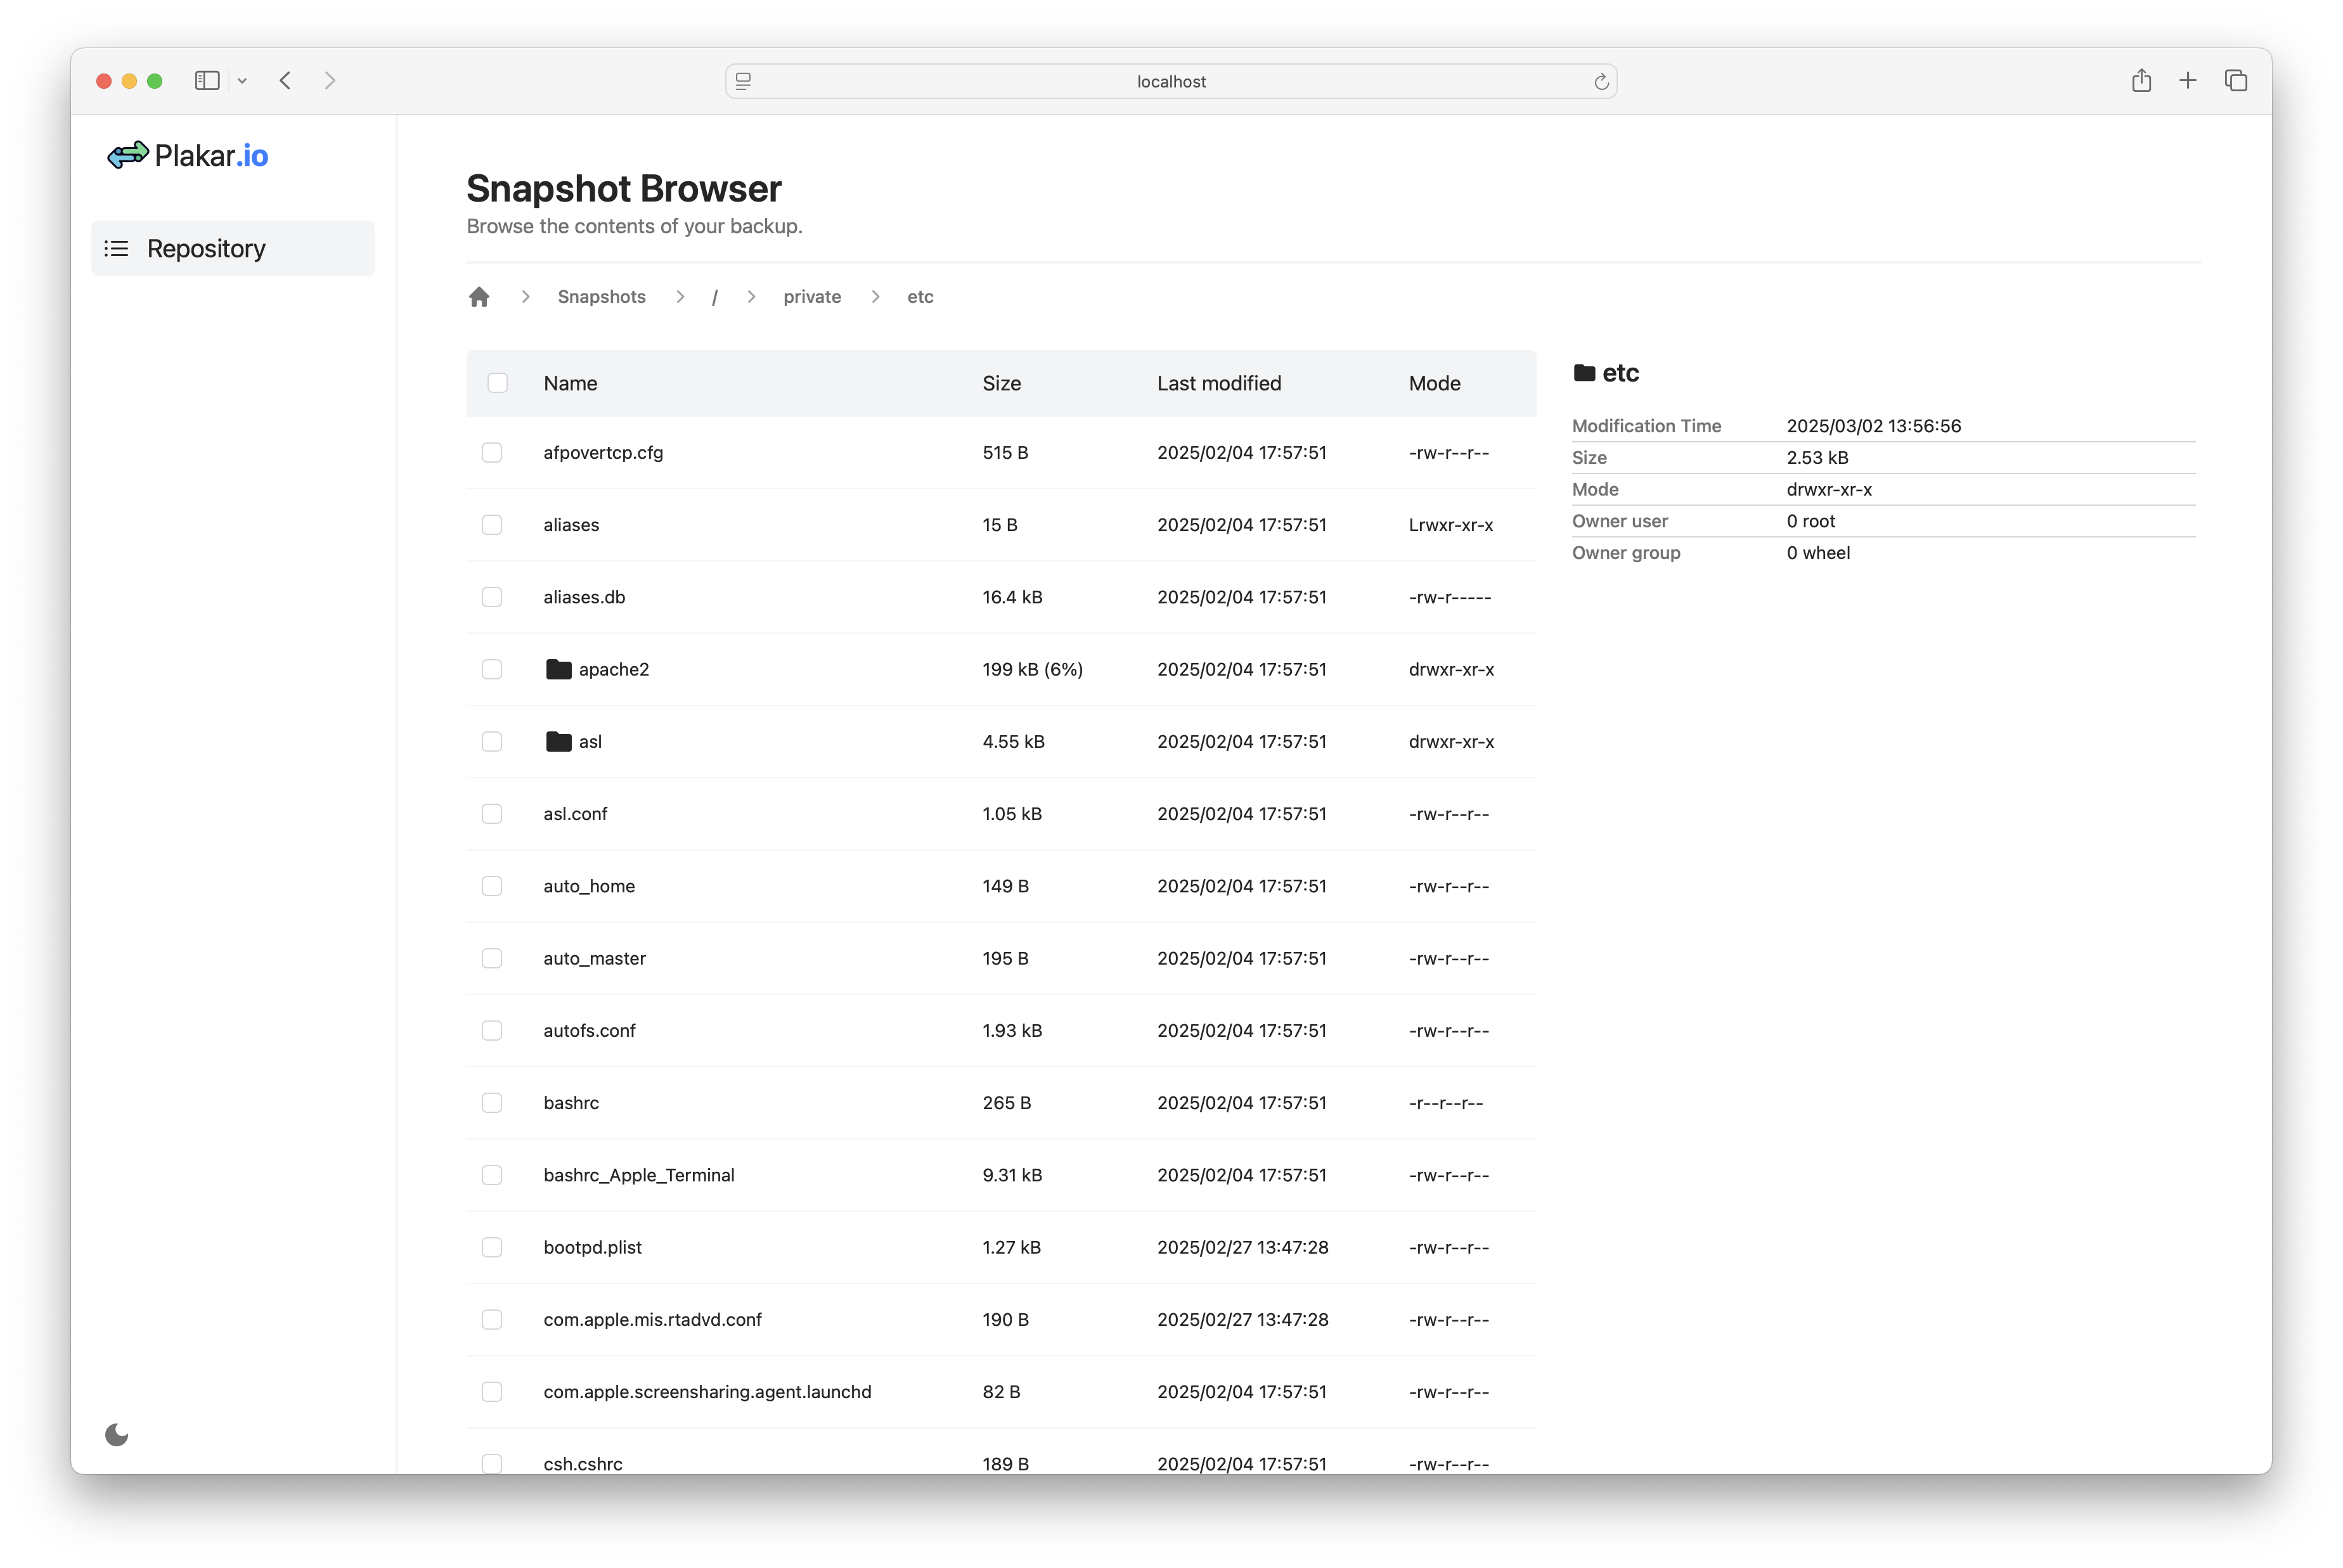 localhost
Plakar.io
Repository
Snapshot Browser
Browse the contents of your backup.
Snapshots / private etc
Name Size Last modified Mode
afpovertcp.cfg 515 B 2025/02/04 17:57:51 -rw-r--r--
aliases 15 B 2025/02/04 17:57:51 Lrwxr-xr-x
aliases.db 16.4 kB 2025/02/04 17:57:51 -rw-r-----
apache2 199 kB (6%) 2025/02/04 17:57:51 drwxr-xr-x
asl 4.55 kB 2025/02/04 17:57:51 drwxr-xr-x
asl.conf 1.05 kB 2025/02/04 17:57:51 -rw-r--r--
auto_home 149 B 2025/02/04 17:57:51 -rw-r--r--
auto_master 195 B 2025/02/04 17:57:51 -rw-r--r--
autofs.conf 1.93 kB 2025/02/04 17:57:51 -rw-r--r--
bashrc 265 B 2025/02/04 17:57:51 -r--r--r--
bashrc_Apple_Terminal 9.31 kB 2025/02/04 17:57:51 -rw-r--r--
bootpd.plist 1.27 kB 2025/02/27 13:47:28 -rw-r--r--
com.apple.mis.rtadvd.conf 190 B 2025/02/27 13:47:28 -rw-r--r--
com.apple.screensharing.agent.launchd 82 B 2025/02/04 17:57:51 -rw-r--r--
csh.cshrc 189 B 2025/02/04 17:57:51 -rw-r--r--
etc
Modification Time 2025/03/02 13:56:56
Size 2.53 kB
Mode drwxr-xr-x
Owner user 0 root
Owner group 0 wheel